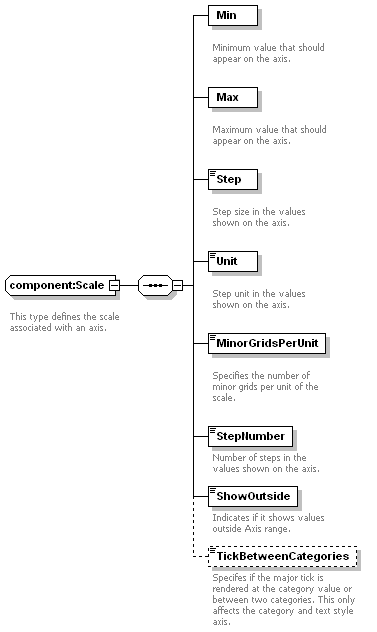 Min
Minimum value that should
appear on the axis.
Max
Maximum value that should
appear on the axis.
Step
Step size in the values
shown on the axis.
Unit
Step unit in the values
shown on the axis.
component:Scale
This type defines the scale
associated with an axis.
MinorGridsPerUnit
Specifies the number of
minor grids per unit of the
scale.
StepNumber
Number of steps in the
values shown on the axis.
ShowOutside
Indicates if it shows values
outside Axis range.
TickBetweenCategories
Specifes if the major tick is
rendered at the category value or
between two categories. This only
affects the category and text style
axis.